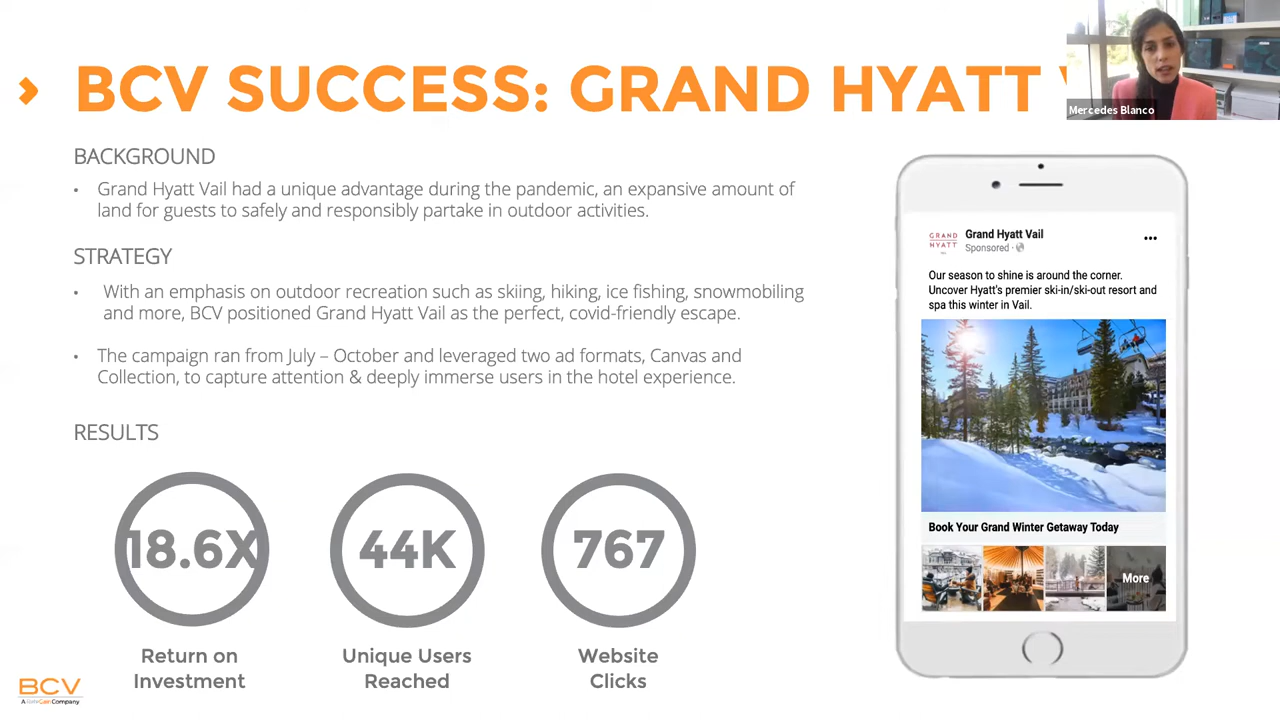 BCV SUCCESS: GRAND HYATT
Mercedes Blanco
BACKGROUND
• Grand Hyatt Vail had a unique advantage during the pandemic, an expansive amount of
land for guests to safely and responsibly partake in outdoor activities.
STRATEGY
• With an emphasis on outdoor recreation such as skiing, hiking, ice fishing, snowmobiling
and more, BCV positioned Grand Hyatt Vail as the perfect, covid-friendly escape.
• The campaign ran from July – October and leveraged two ad formats, Canvas and
Collection, to capture attention & deeply immerse users in the hotel experience.
RESULTS
18.6X
44K
767
Return on
Investment
Unique Users
Reached
Website
Clicks
BCV
A RateGain Company
GRAND
HYATT
Grand Hyatt Vail
Sponsored ·
Our season to shine is around the corner.
Uncover Hyatt's premier ski-in/ski-out resort and
spa this winter in Vail.
Book Your Grand Winter Getaway Today
More